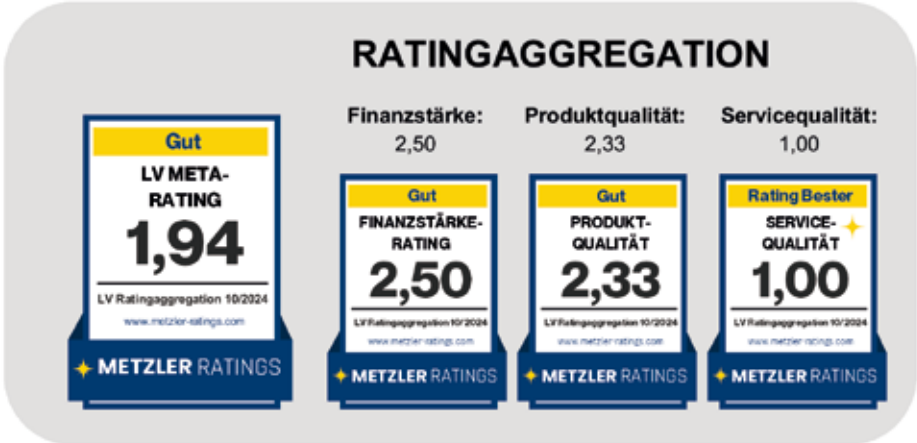 RATINGAGGREGATION
Finanzstärke:
2,50
Produktqualität:
2,33
Servicequalität:
1,00
Gut
LV META-
RATING
1,94
LV Ratingaggregation 10/2024
www.metzler-ratings.com
METZLER RATINGS
Gut
FINANZSTÄRKE-
RATING
2,50
LV Ratingaggregation 10/2024
www.metzler-ratings.com
METZLER RATINGS
Gut
PRODUKT-
QUALITÄT
2,33
LV Ratingaggregation 10/2024
www.metzler-ratings.com
METZLER RATINGS
Rating Bester
SERVICE-
QUALITÄT
1,00
LV Ratingaggregation 10/2024
www.metzler-ratings.com
METZLER RATINGS